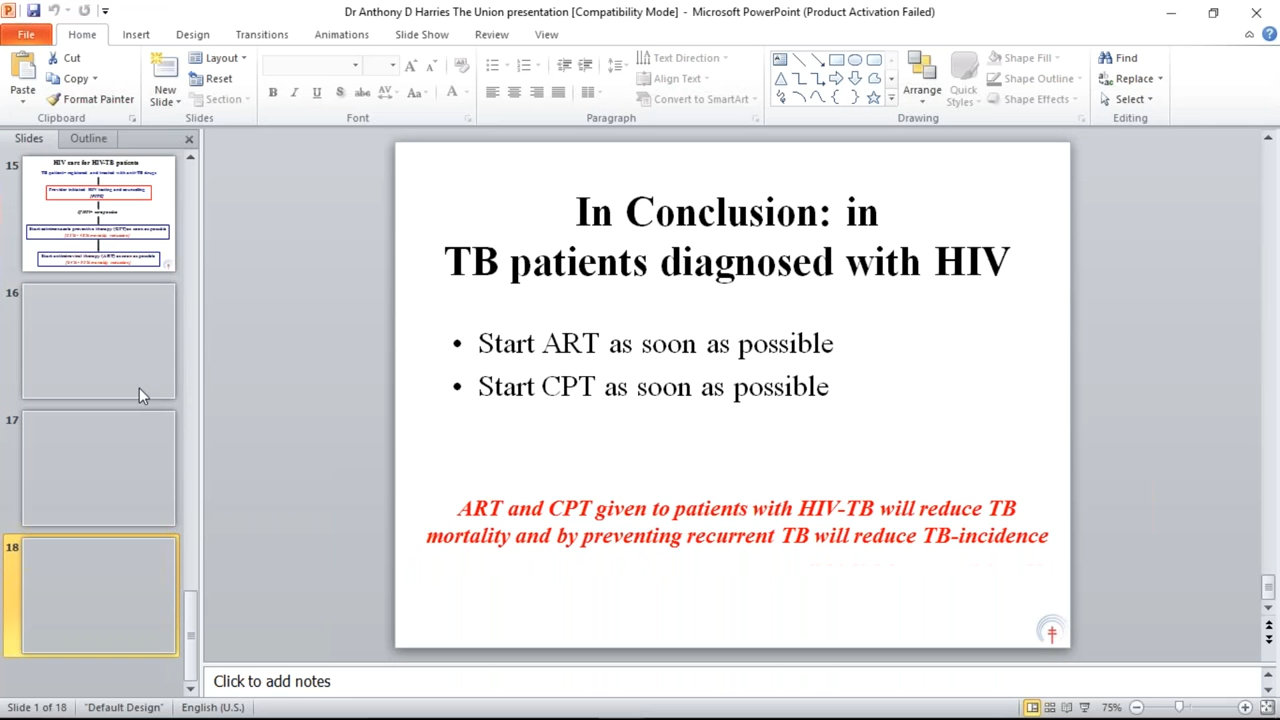 Dr Anthony D Harries The Union presentation [Compatibility Mode] - Microsoft PowerPoint (Product Activation Failed)
File Home Insert Design Transitions Animations Slide Show Review View
Cut
Copy
Format Painter
Paste
Clipboard
New
Slide
Layout
Reset
Section
Slides
Font
Text Direction
Align Text
Convert to SmartArt
Paragraph
Arrange
Quick
Styles
Shape Fill
Shape Outline
Shape Effects
Drawing
Find
Replace
Select
Editing
Slides Outline
15
HIV care for HIV-TB patients
16
17
18
In Conclusion: in
TB patients diagnosed with HIV
• Start ART as soon as possible
• Start CPT as soon as possible
ART and CPT given to patients with HIV-TB will reduce TB
mortality and by preventing recurrent TB will reduce TB-incidence
Click to add notes
Slide 1 of 18 "Default Design" English (U.S.) 75%